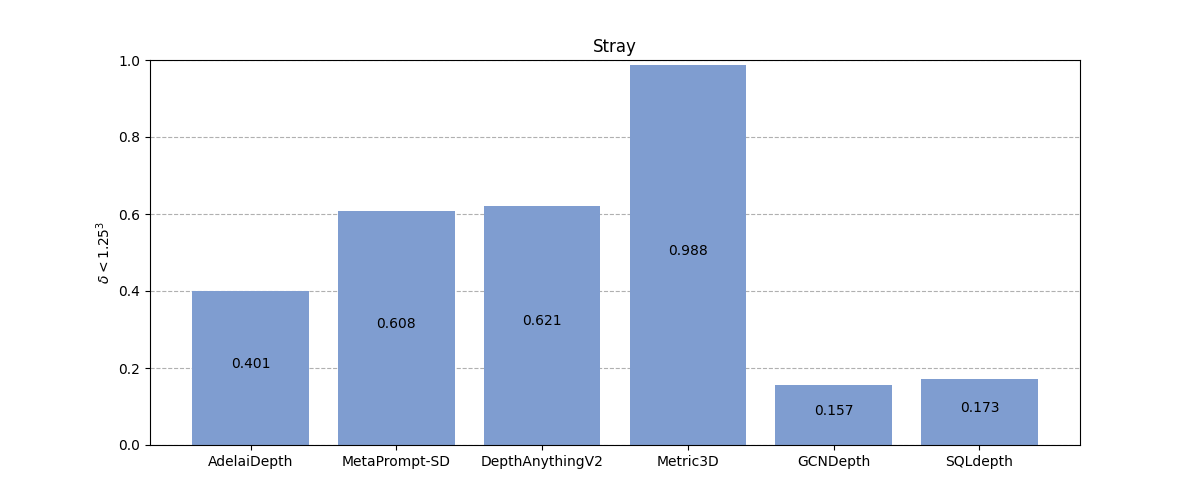 Stray
1.0
0.8
0.6
0.4
0.2
0.0
δ < 1.25³
0.401
0.608
0.621
0.988
0.157
0.173
AdelaiDepth
MetaPrompt-SD
DepthAnythingV2
Metric3D
GCNDepth
SQLdepth